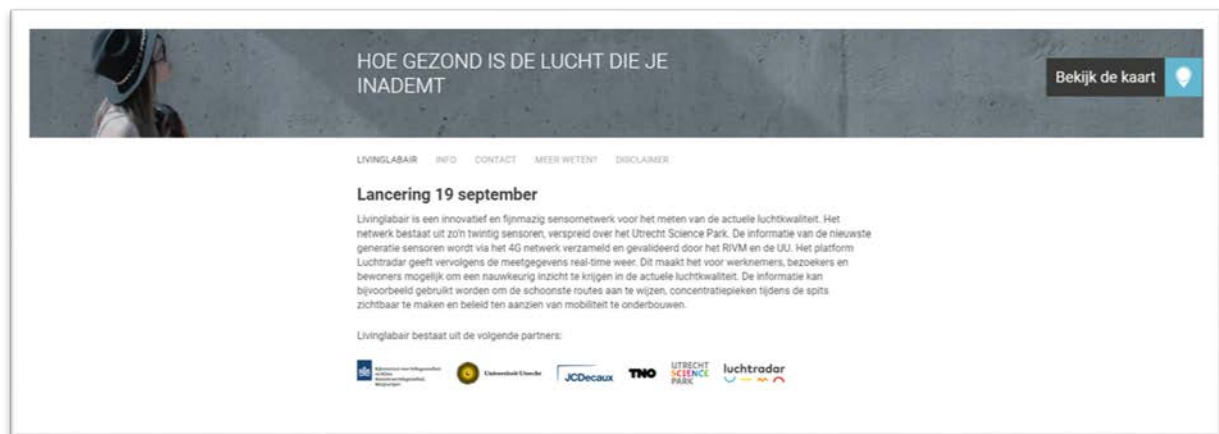 HOE GEZOND IS DE LUCHT DIE JE
INADEMT
Bekijk de kaart
LIVINGLABAIR INFO CONTACT MEER WETEN? DISCLAIMER
Lancering 19 september
Livinglabair is een innovatief en fijnmazig sensornetwerk voor het meten van de actuele luchtkwaliteit. Het
netwerk bestaat uit zo'n twintig sensoren, verspreid over het Utrecht Science Park. De informatie van de nieuwste
generatie sensoren wordt via het 4G netwerk verzameld en gevalideerd door het RIVM en de UU. Het platform
Luchtradar geeft vervolgens de meetgegevens real-time weer. Dit maakt het voor werknemers, bezoekers en
bewoners mogelijk om een nauwkeurig inzicht te krijgen in de actuele luchtkwaliteit. De informatie kan
bijvoorbeeld gebruikt worden om de schoonste routes aan te wijzen, concentratiepieken tijdens de spits
zichtbaar te maken en beleid ten aanzien van mobiliteit te onderbouwen.
Livinglabair bestaat uit de volgende partners:
Universiteit Utrecht
JCDecaux
TNO
UTRECHT
SCIENCE
PARK
luchtradar